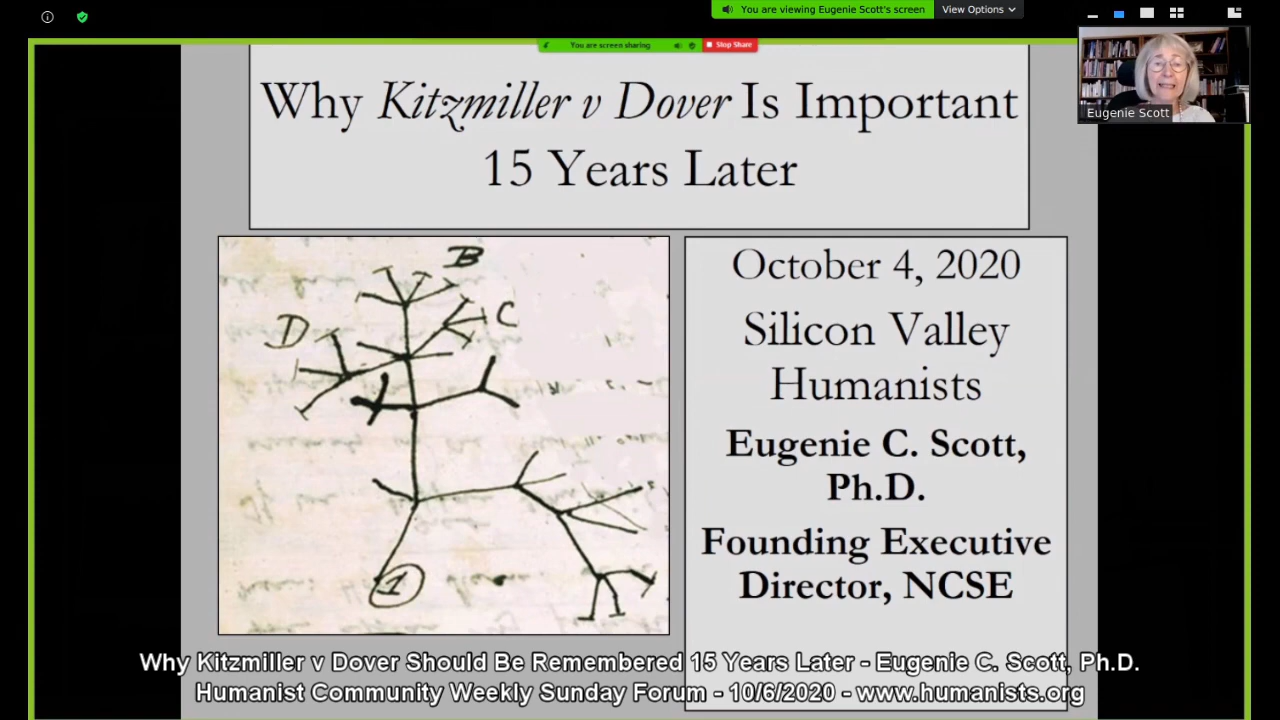 You are viewing Eugenie Scott's screen
View Options
You are screen sharing
Stop Share
Eugenie Scott
Why Kitzmiller v Dover Is Important
15 Years Later
B
C
D
1
October 4, 2020
Silicon Valley
Humanists
Eugenie C. Scott,
Ph.D.
Founding Executive
Director, NCSE
Why Kitzmiller v Dover Should Be Remembered 15 Years Later - Eugenie C. Scott, Ph.D.
Humanist Community Weekly Sunday Forum - 10/6/2020 - www.humanists.org